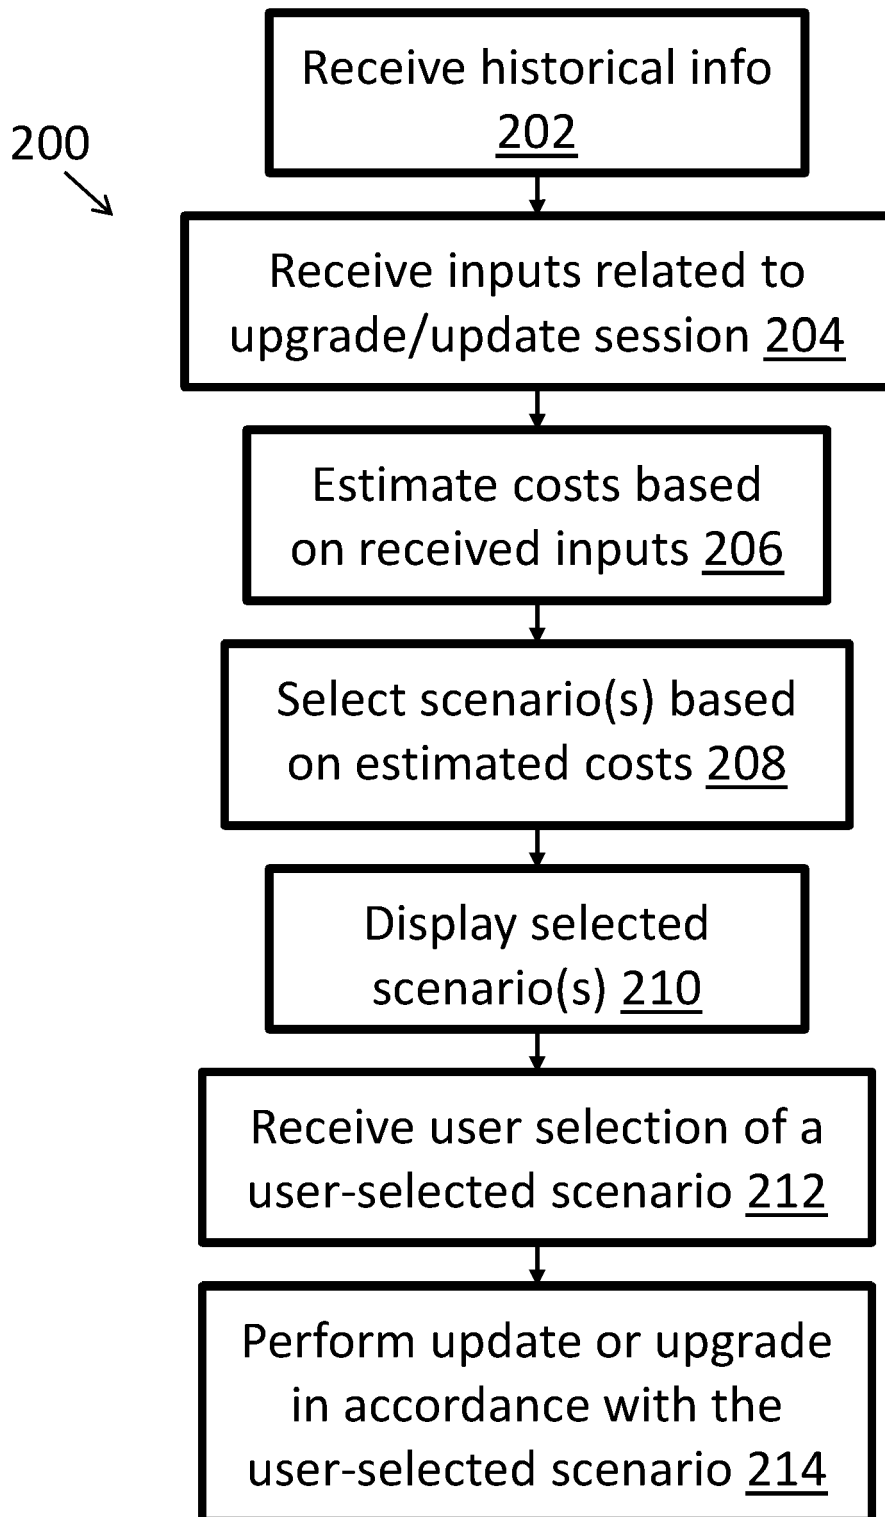 Receive historical info
202
200
Receive inputs related to
upgrade/update session 204
Estimate costs based
on received inputs 206
Select scenario(s) based
on estimated costs 208
Display selected
scenario(s) 210
Receive user selection of a
user-selected scenario 212
Perform update or upgrade
in accordance with the
user-selected scenario 214